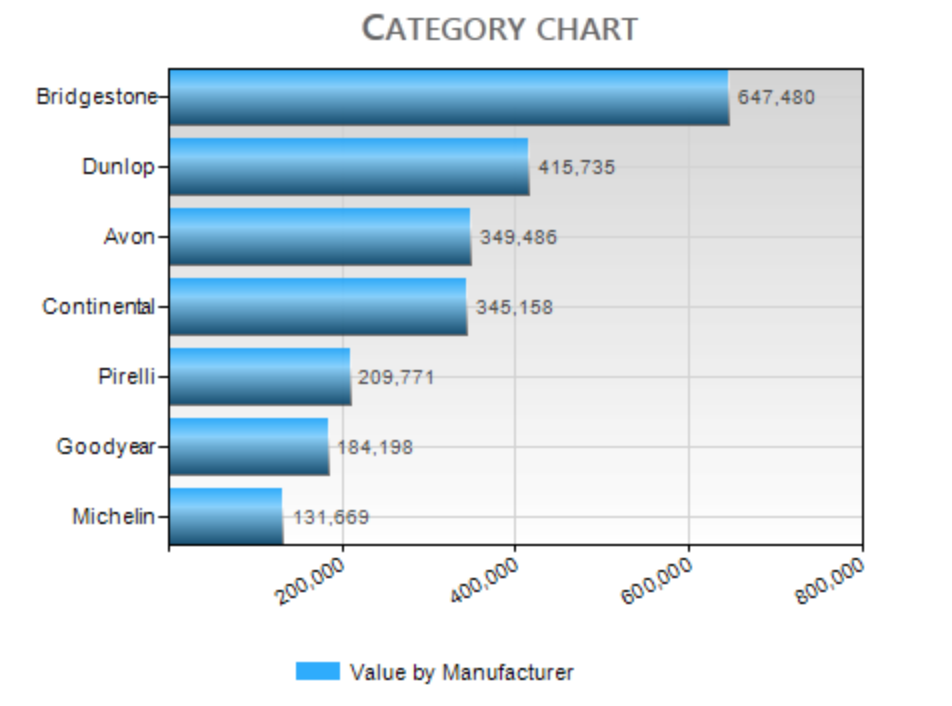 CATEGORY CHART
Bridgestone 647,480
Dunlop 415,735
Avon 349,486
Continental 345,158
Pirelli 209,771
Goodyear 184,198
Michelin 131,669
200,000 400,000 600,000 800,000
Value by Manufacturer